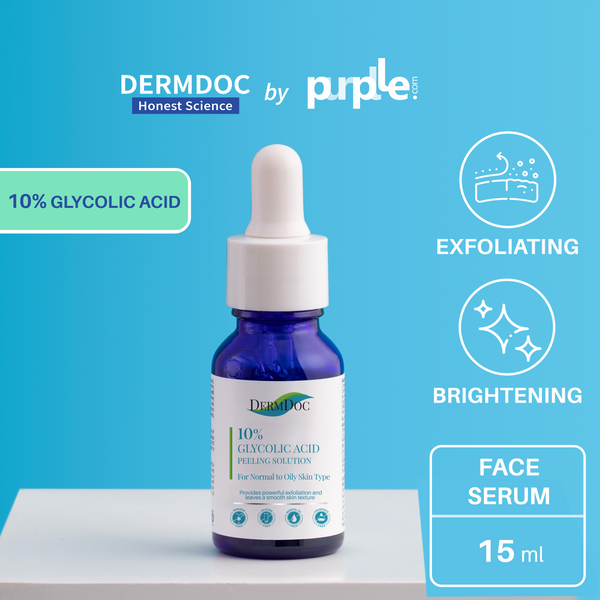 DERMDOC
Honest Science
by
purplle.com
10% GLYCOLIC ACID
EXFOLIATING
BRIGHTENING
DERMDOC
10%
GLYCOLIC ACID
PEELING SOLUTION
For Normal to Oily Skin Type
Provides powerful exfoliation and
leaves a smooth skin texture
FACE
SERUM
15 ml